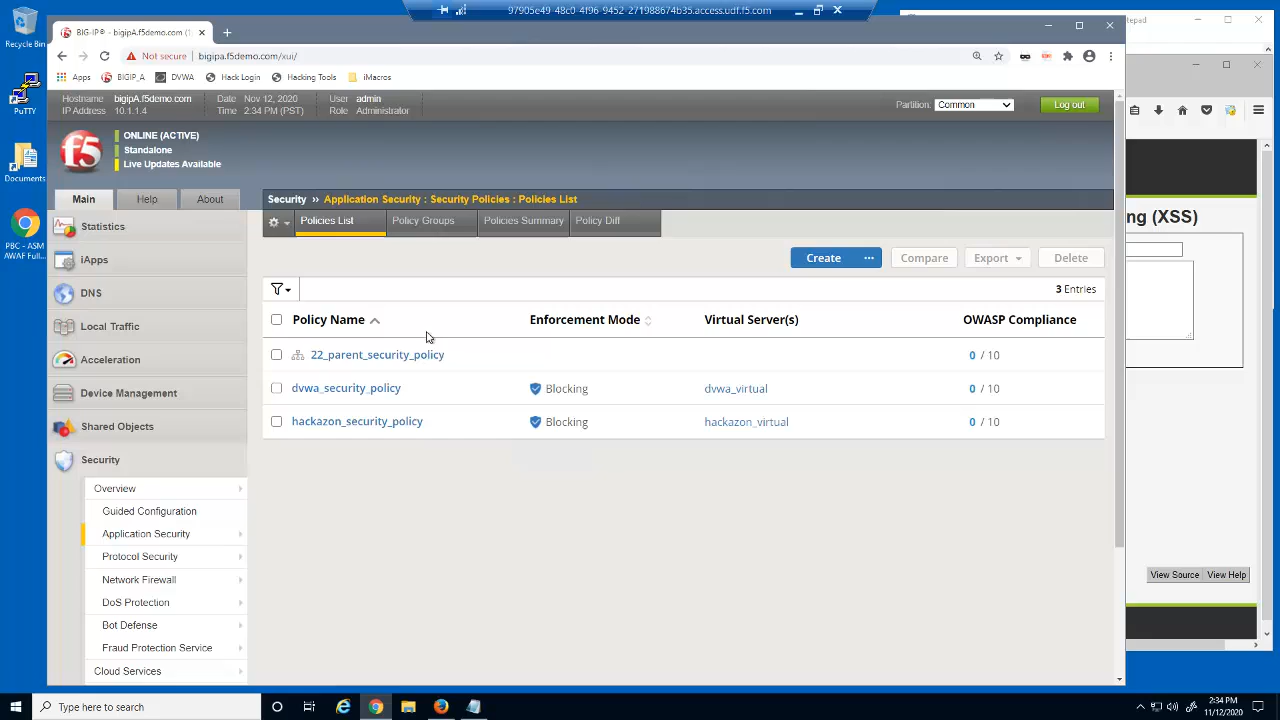 97905e49-48c0-4f96-9452-271988674b35.access.udf.f5.com
Recycle Bin
PuTTY
Documents
PBC - ASM
AWAF Full...
BIG-IP® - bigipA.f5demo.com (1
Not secure
bigipa.f5demo.com/xui/
Apps
BIGIP_A
DVWA
Hack Login
Hacking Tools
iMacros
Hostname bigipA.f5demo.com
IP Address 10.1.1.4
Date Nov 12, 2020
Time 2:34 PM (PST)
User admin
Role Administrator
Partition: Common
Log out
f5
ONLINE (ACTIVE)
Standalone
Live Updates Available
Main
Help
About
Security » Application Security : Security Policies : Policies List
Policies List
Policy Groups
Policies Summary
Policy Diff
Statistics
iApps
DNS
Local Traffic
Acceleration
Device Management
Shared Objects
Security
Overview
Guided Configuration
Application Security
Protocol Security
Network Firewall
DoS Protection
Bot Defense
Fraud Protection Service
Cloud Services
Create ...
Compare
Export
Delete
3 Entries
Policy Name
Enforcement Mode
Virtual Server(s)
OWASP Compliance
22_parent_security_policy 0 / 10
dvwa_security_policy Blocking dvwa_virtual 0 / 10
hackazon_security_policy Blocking hackazon_virtual 0 / 10
tepad
ng (XSS)
View Source
View Help
Type here to search
2:34 PM
11/12/2020